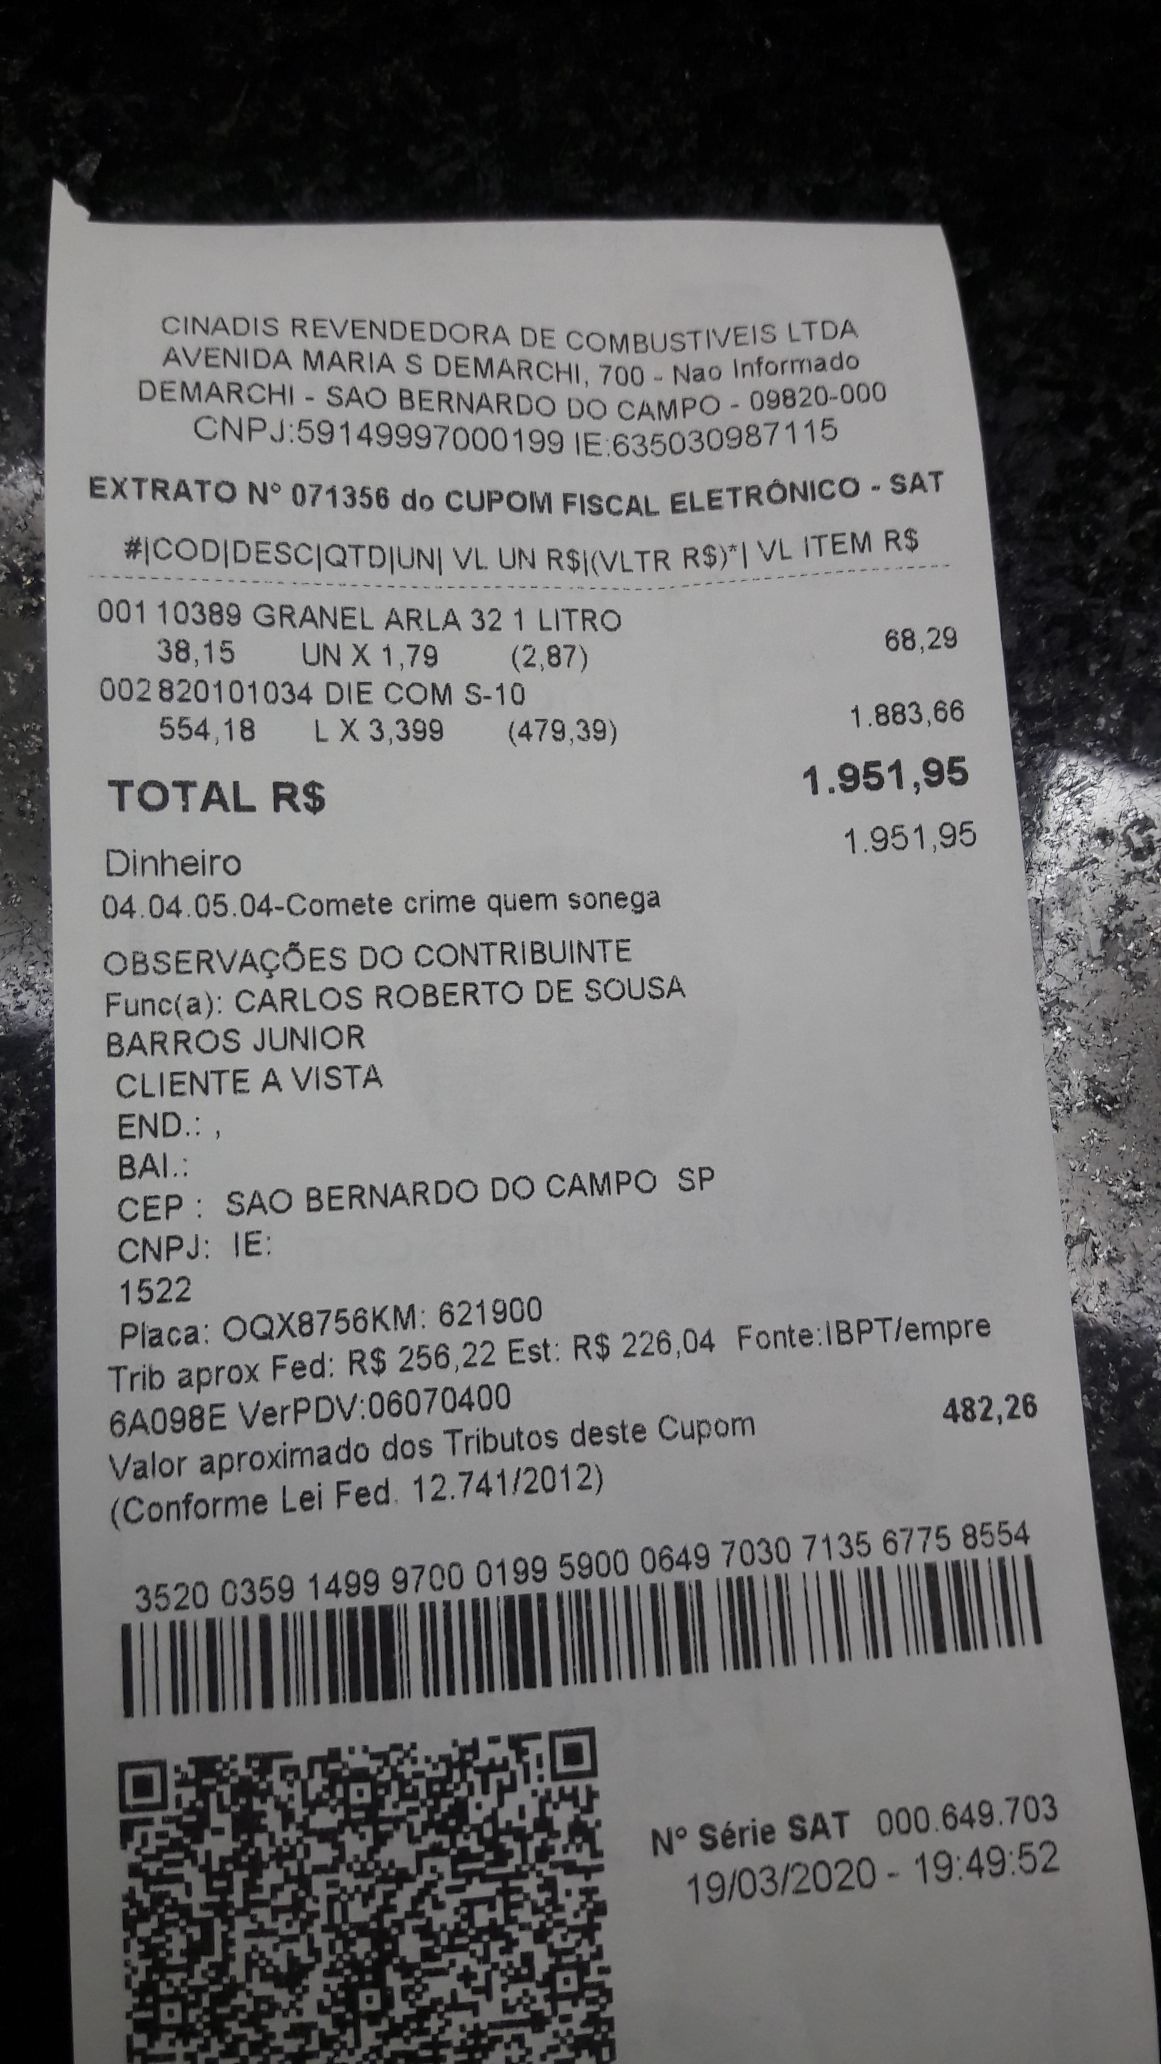 CINADIS REVENDEDORA DE COMBUSTIVEIS LTDA
AVENIDA MARIA S DEMARCHI, 700 - Nao Informado
DEMARCHI - SAO BERNARDO DO CAMPO - 09820-000
CNPJ:59149997000199 IE:635030987115
EXTRATO Nº 071356 do CUPOM FISCAL ELETRÔNICO - SAT
#|COD|DESC|QTD|UN| VL UN R$|(VLTR R$)*| VL ITEM R$
001 10389 GRANEL ARLA 32 1 LITRO
38,15 UN X 1,79 (2,87) 68,29
002 820101034 DIE COM S-10
554,18 L X 3,399 (479,39) 1.883,66
TOTAL R$ 1.951,95
Dinheiro 1.951,95
04.04.05.04-Comete crime quem sonega
OBSERVAÇÕES DO CONTRIBUINTE
Func(a): CARLOS ROBERTO DE SOUSA
BARROS JUNIOR
CLIENTE A VISTA
END.: ,
BAI.:
CEP : SAO BERNARDO DO CAMPO SP
CNPJ: IE:
1522
Placa: OQX8756KM: 621900
Trib aprox Fed: R$ 256,22 Est: R$ 226,04 Fonte:IBPT/empre
6A098E VerPDV:06070400
Valor aproximado dos Tributos deste Cupom 482,26
(Conforme Lei Fed. 12.741/2012)
3520 0359 1499 9700 0199 5900 0649 7030 7135 6775 8554
Nº Série SAT 000.649.703
19/03/2020 - 19:49:52